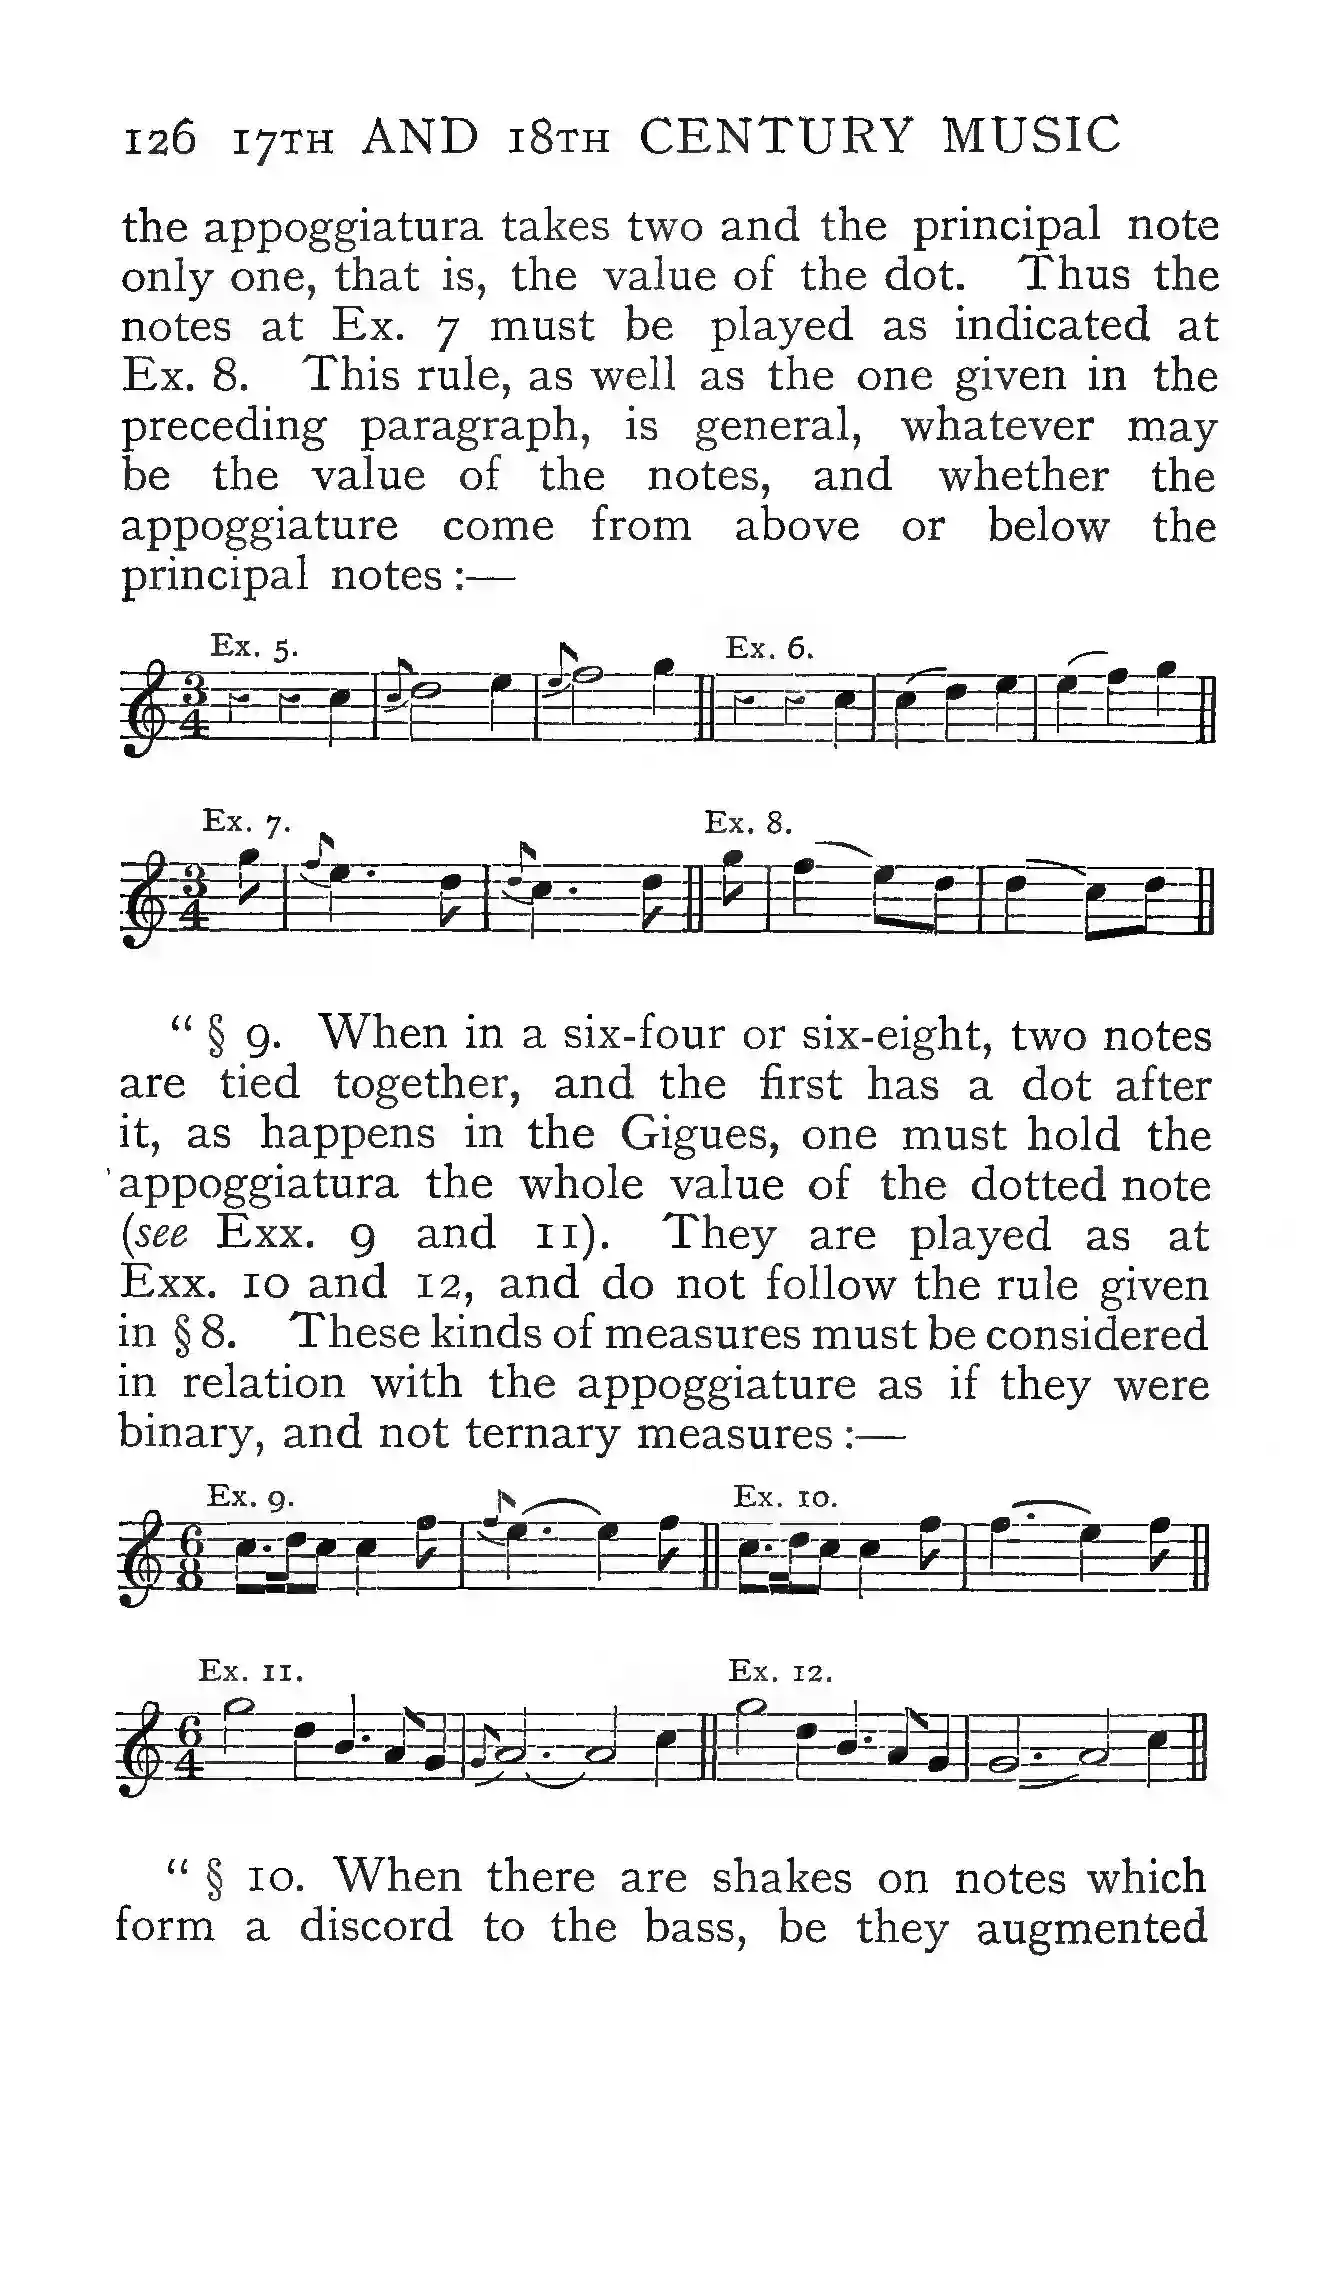 126 17TH AND 18TH CENTURY MUSIC
the appoggiatura takes two and the principal note
only one, that is, the value of the dot. Thus the
notes at Ex. 7 must be played as indicated at
Ex. 8. This rule, as well as the one given in the
preceding paragraph, is general, whatever may
be the value of the notes, and whether the
appoggiature come from above or below the
principal notes :—
Ex. 5. Ex. 6.
3
4
Ex. 7. Ex. 8.
3
4
“ § 9. When in a six-four or six-eight, two notes
are tied together, and the first has a dot after
it, as happens in the Gigues, one must hold the
appoggiatura the whole value of the dotted note
(see Exx. 9 and 11). They are played as at
Exx. 10 and 12, and do not follow the rule given
in § 8. These kinds of measures must be considered
in relation with the appoggiature as if they were
binary, and not ternary measures :—
Ex. 9. Ex. 10.
6
8
Ex. 11. Ex. 12.
6
4
“ § 10. When there are shakes on notes which
form a discord to the bass, be they augmented